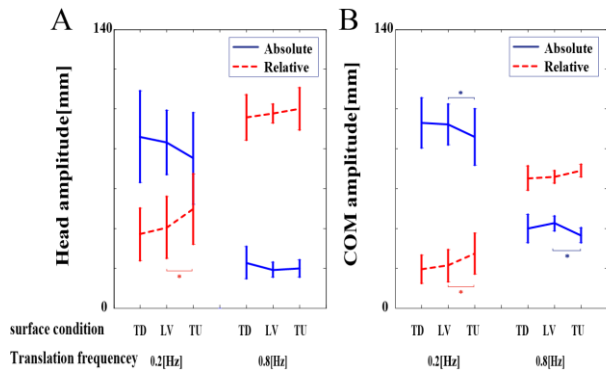 A
B
140
Absolute
Relative
Head amplitude[mm]
*
0
140
Absolute
Relative
COM amplitude[mm]
*
*
*
0
surface condition TD LV TU TD LV TU TD LV TU TD LV TU
Translation frequencey 0.2[Hz] 0.8[Hz] 0.2[Hz] 0.8[Hz]